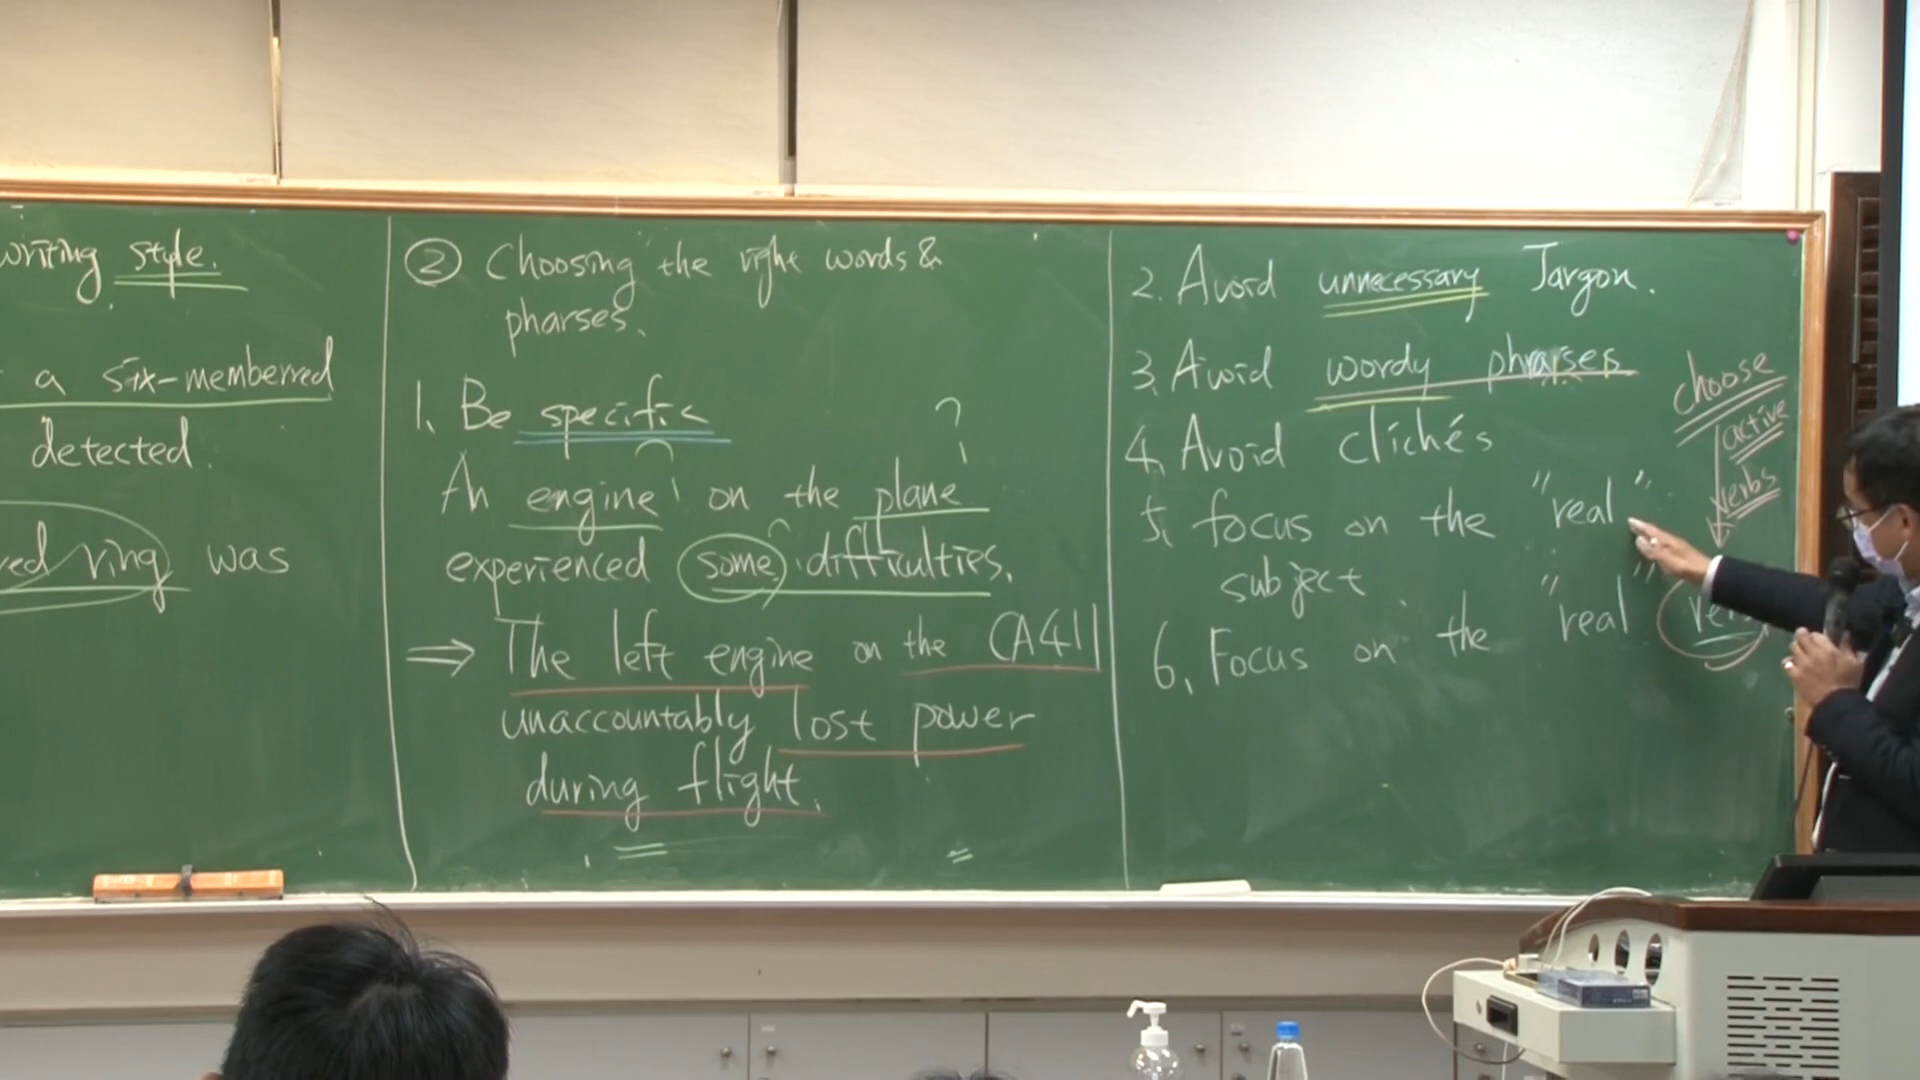 writing style.
a six-memberred
detected.
ring was
② Choosing the right words &
pharses.
1. Be specific
?
An engine on the plane
experienced some difficulties.
⇒ The left engine on the CA411
unaccountably lost power
during flight.
2. Avoid unnecessary Jargon.
3. Avoid wordy phrases
4. Avoid clichés
5. focus on the "real"
subject
6. Focus on the "real"
choose
active
verbs